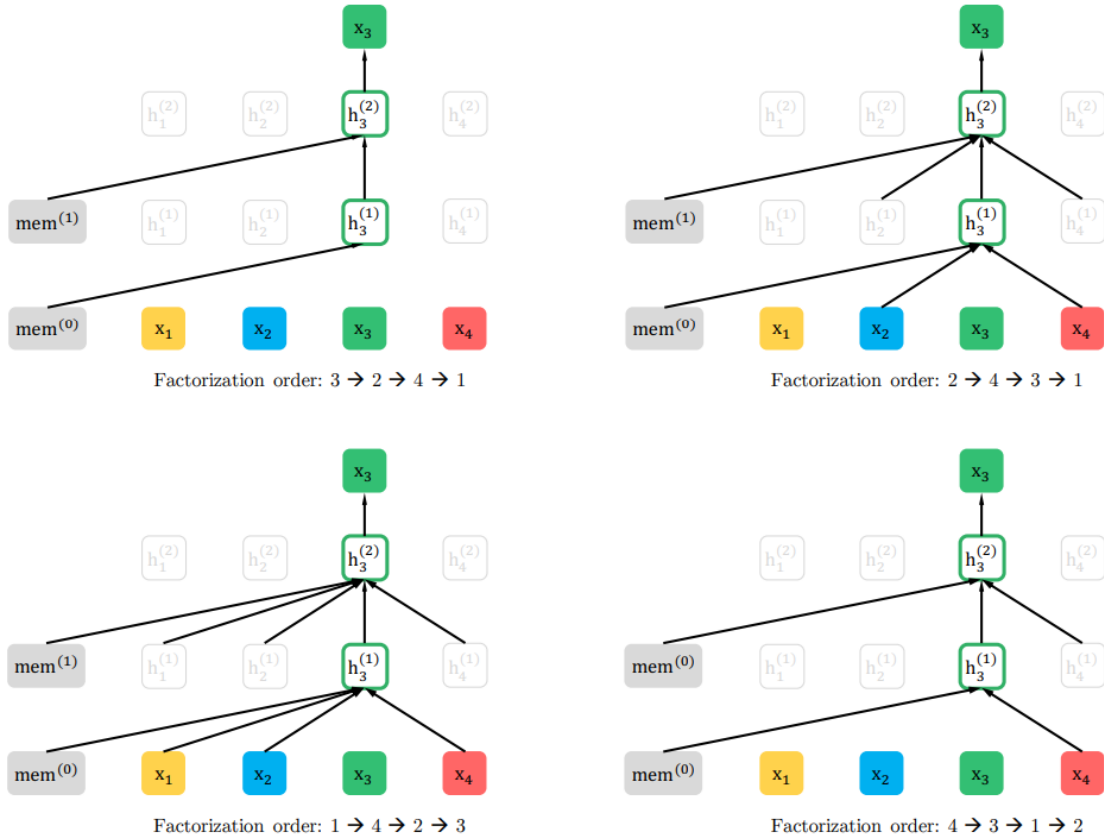 x₃ x₃
h₁⁽²⁾ h₂⁽²⁾ h₃⁽²⁾ h₄⁽²⁾ h₁⁽²⁾ h₂⁽²⁾ h₃⁽²⁾ h₄⁽²⁾
mem⁽¹⁾ h₁⁽¹⁾ h₂⁽¹⁾ h₃⁽¹⁾ h₄⁽¹⁾ mem⁽¹⁾ h₁⁽¹⁾ h₂⁽¹⁾ h₃⁽¹⁾ h₄⁽¹⁾
mem⁽⁰⁾ x₁ x₂ x₃ x₄ mem⁽⁰⁾ x₁ x₂ x₃ x₄
Factorization order: 3 → 2 → 4 → 1 Factorization order: 2 → 4 → 3 → 1
x₃ x₃
h₁⁽²⁾ h₂⁽²⁾ h₃⁽²⁾ h₄⁽²⁾ h₁⁽²⁾ h₂⁽²⁾ h₃⁽²⁾ h₄⁽²⁾
mem⁽¹⁾ h₁⁽¹⁾ h₂⁽¹⁾ h₃⁽¹⁾ h₄⁽¹⁾ mem⁽⁰⁾ h₁⁽¹⁾ h₂⁽¹⁾ h₃⁽¹⁾ h₄⁽¹⁾
mem⁽⁰⁾ x₁ x₂ x₃ x₄ mem⁽⁰⁾ x₁ x₂ x₃ x₄
Factorization order: 1 → 4 → 2 → 3 Factorization order: 4 → 3 → 1 → 2